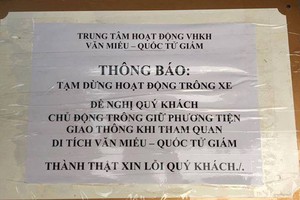 TRUNG TÂM HOẠT ĐỘNG VHKH
VĂN MIẾU – QUỐC TỬ GIÁM
THÔNG BÁO:
TẠM DỪNG HOẠT ĐỘNG TRÔNG XE
ĐỀ NGHỊ QUÝ KHÁCH
CHỦ ĐỘNG TRÔNG GIỮ PHƯƠNG TIỆN
GIAO THÔNG KHI THAM QUAN
DI TÍCH VĂN MIẾU – QUỐC TỬ GIÁM
THÀNH THẬT XIN LỖI QUÝ KHÁCH./.